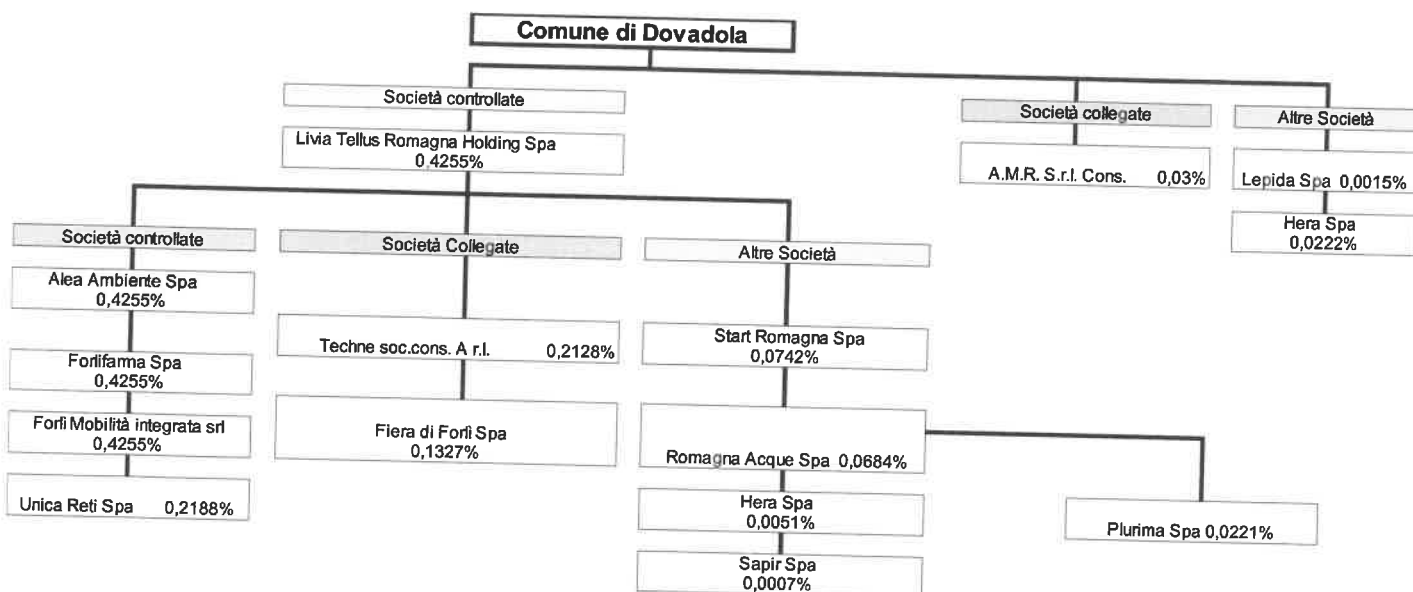 Comune di Dovadola
Società controllate
Livia Tellus Romagna Holding Spa
0,4255%
Società collegate
A.M.R. S.r.l. Cons. 0,03%
Altre Società
Lepida Spa 0,0015%
Hera Spa
0,0222%
Società controllate
Alea Ambiente Spa
0,4255%
Forlifarma Spa
0,4255%
Forlì Mobilità integrata srl
0,4255%
Unica Reti Spa 0,2188%
Società Collegate
Techne soc.cons. A r.l. 0,2128%
Fiera di Forlì Spa
0,1327%
Altre Società
Start Romagna Spa
0,0742%
Romagna Acque Spa 0,0684%
Hera Spa
0,0051%
Sapir Spa
0,0007%
Plurima Spa 0,0221%